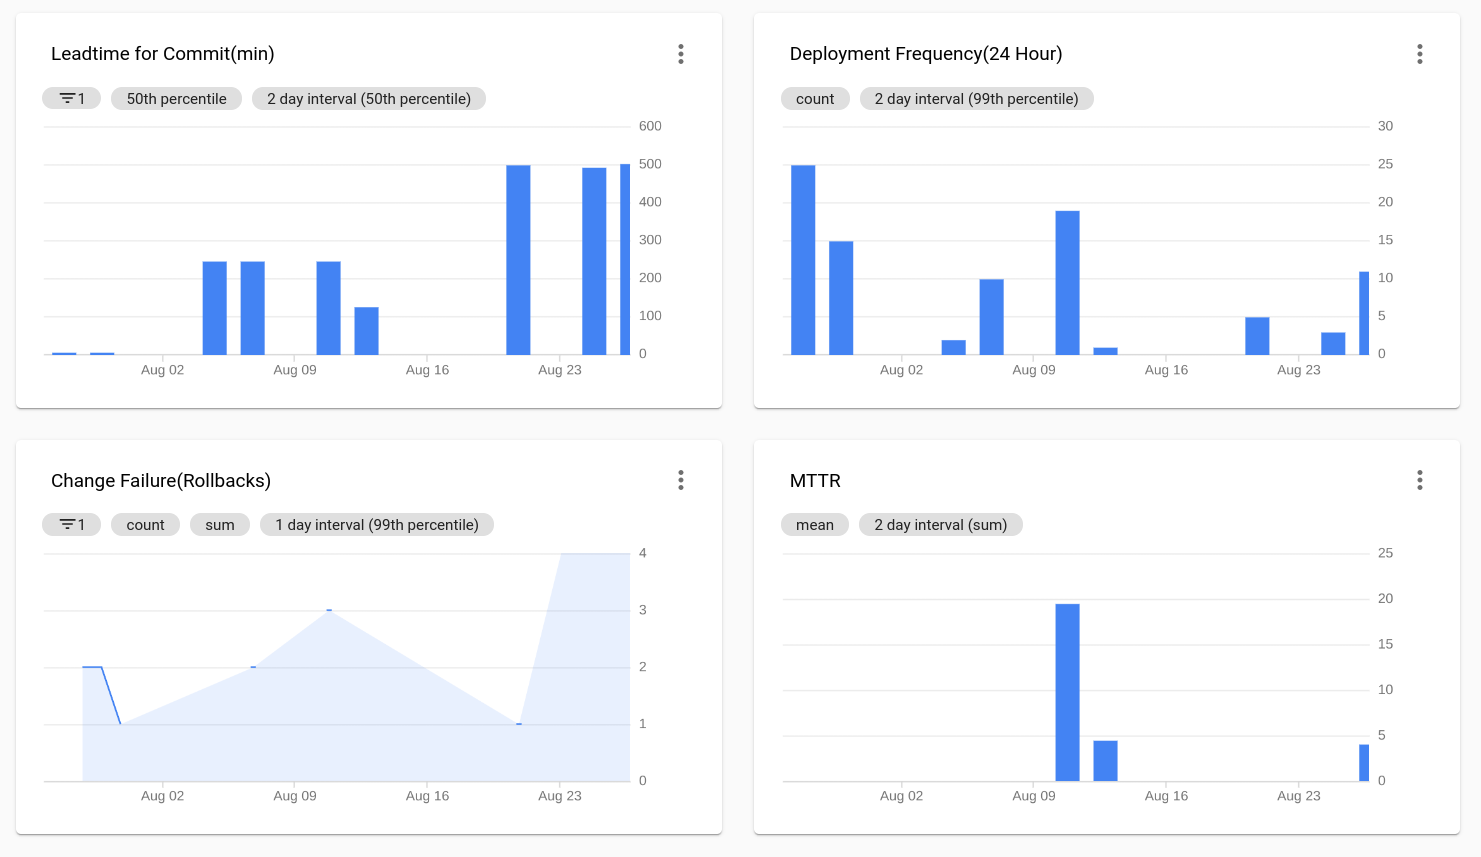 Leadtime for Commit(min)
1 50th percentile 2 day interval (50th percentile)
600
500
400
300
200
100
0
Aug 02 Aug 09 Aug 16 Aug 23
Deployment Frequency(24 Hour)
count 2 day interval (99th percentile)
30
25
20
15
10
5
0
Aug 02 Aug 09 Aug 16 Aug 23
Change Failure(Rollbacks)
1 count sum 1 day interval (99th percentile)
4
3
2
1
0
Aug 02 Aug 09 Aug 16 Aug 23
MTTR
mean 2 day interval (sum)
25
20
15
10
5
0
Aug 02 Aug 09 Aug 16 Aug 23